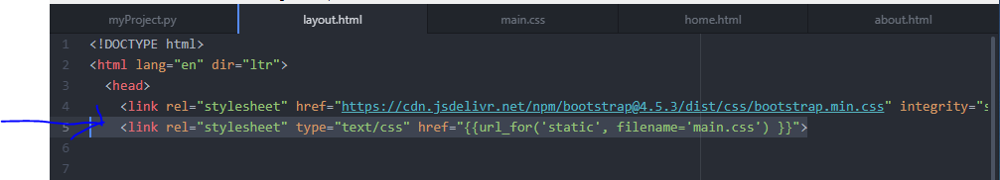 myProject.py layout.html main.css home.html about.html
1 <!DOCTYPE html>
2 <html lang="en" dir="ltr">
3 <head>
4 <link rel="stylesheet" href="https://cdn.jsdelivr.net/npm/bootstrap@4.5.3/dist/css/bootstrap.min.css" integrity="s
5 <link rel="stylesheet" type="text/css" href="{{url_for('static', filename='main.css') }}">
6
7